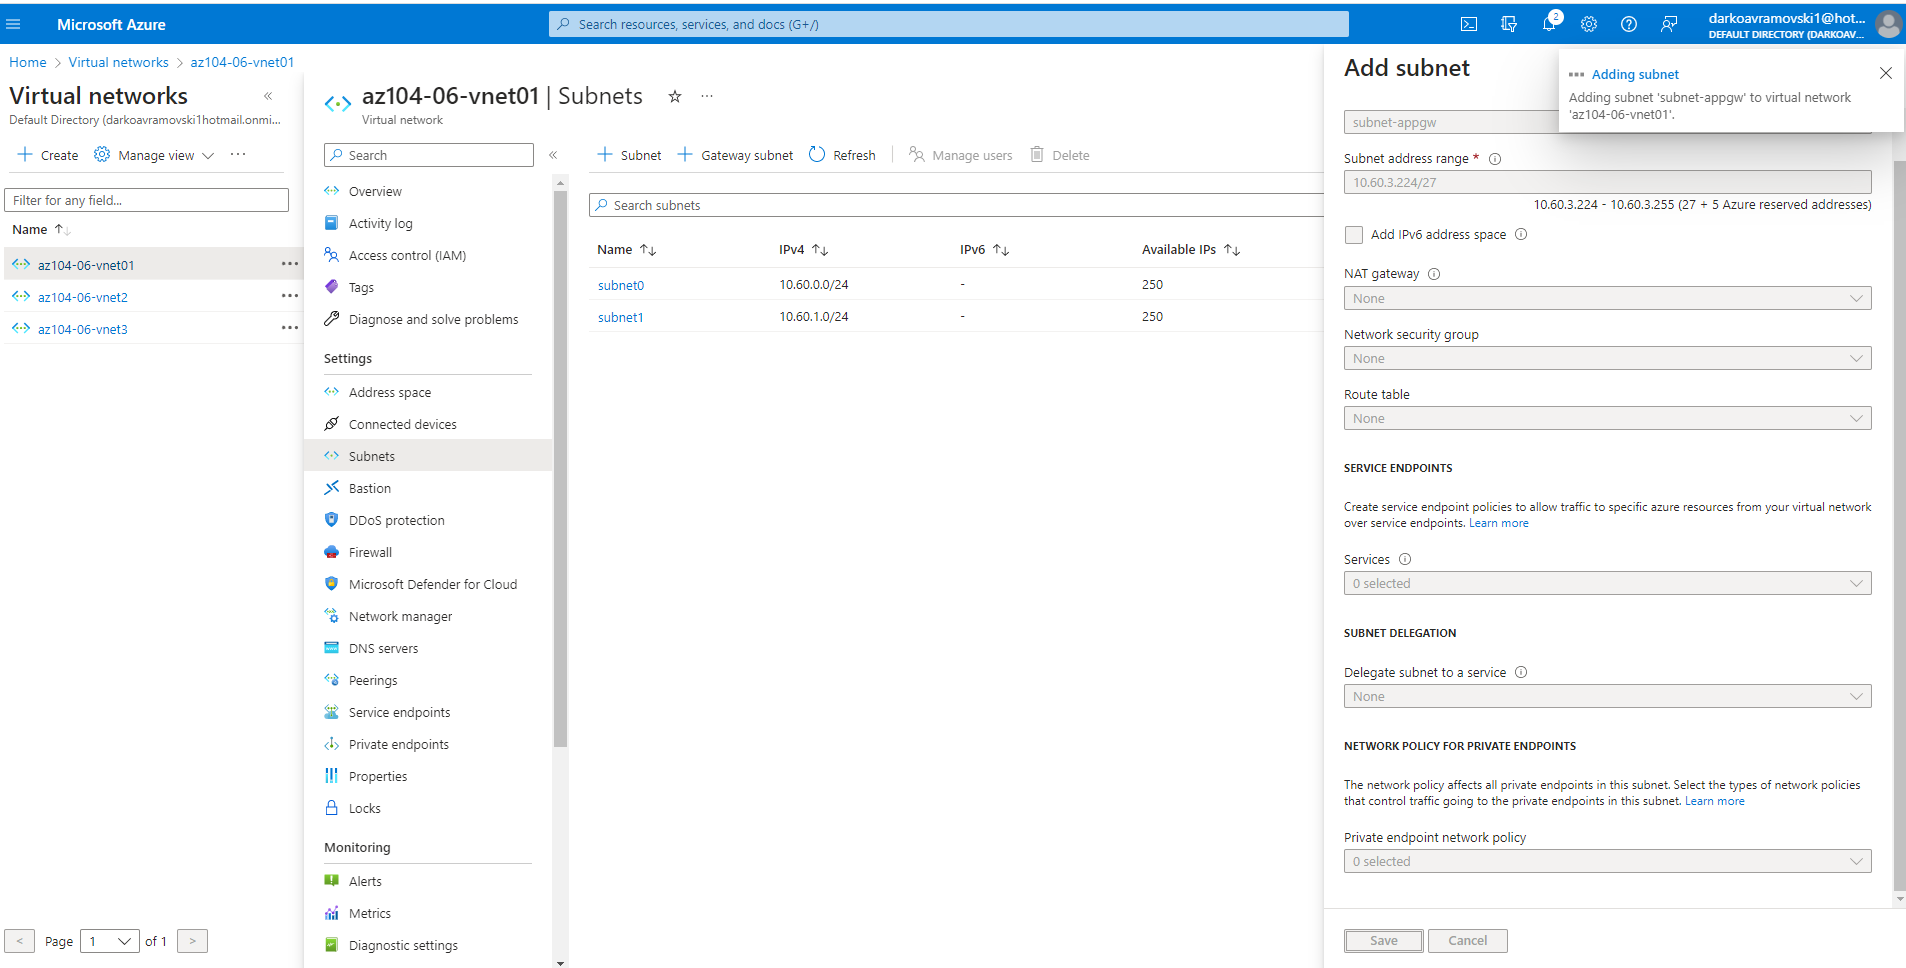 Microsoft Azure
Search resources, services, and docs (G+/)
2
darkoavramovski1@hot...
DEFAULT DIRECTORY (DARKOAV...
Home > Virtual networks > az104-06-vnet01
Virtual networks
Default Directory (darkoavramovski1hotmail.onmi...
Create
Manage view
Filter for any field...
Name
az104-06-vnet01
az104-06-vnet2
az104-06-vnet3
< Page 1 of 1 >
az104-06-vnet01 | Subnets
Virtual network
Search
Overview
Activity log
Access control (IAM)
Tags
Diagnose and solve problems
Settings
Address space
Connected devices
Subnets
Bastion
DDoS protection
Firewall
Microsoft Defender for Cloud
Network manager
DNS servers
Peerings
Service endpoints
Private endpoints
Properties
Locks
Monitoring
Alerts
Metrics
Diagnostic settings
+ Subnet + Gateway subnet Refresh Manage users Delete
Search subnets
Name IPv4 IPv6 Available IPs
subnet0 10.60.0.0/24 - 250
subnet1 10.60.1.0/24 - 250
Add subnet
Adding subnet
Adding subnet 'subnet-appgw' to virtual network
'az104-06-vnet01'.
subnet-appgw
Subnet address range *
10.60.3.224/27
10.60.3.224 - 10.60.3.255 (27 + 5 Azure reserved addresses)
Add IPv6 address space
NAT gateway
None
Network security group
None
Route table
None
SERVICE ENDPOINTS
Create service endpoint policies to allow traffic to specific azure resources from your virtual network
over service endpoints. Learn more
Services
0 selected
SUBNET DELEGATION
Delegate subnet to a service
None
NETWORK POLICY FOR PRIVATE ENDPOINTS
The network policy affects all private endpoints in this subnet. Select the types of network policies
that control traffic going to the private endpoints in this subnet. Learn more
Private endpoint network policy
0 selected
Save
Cancel